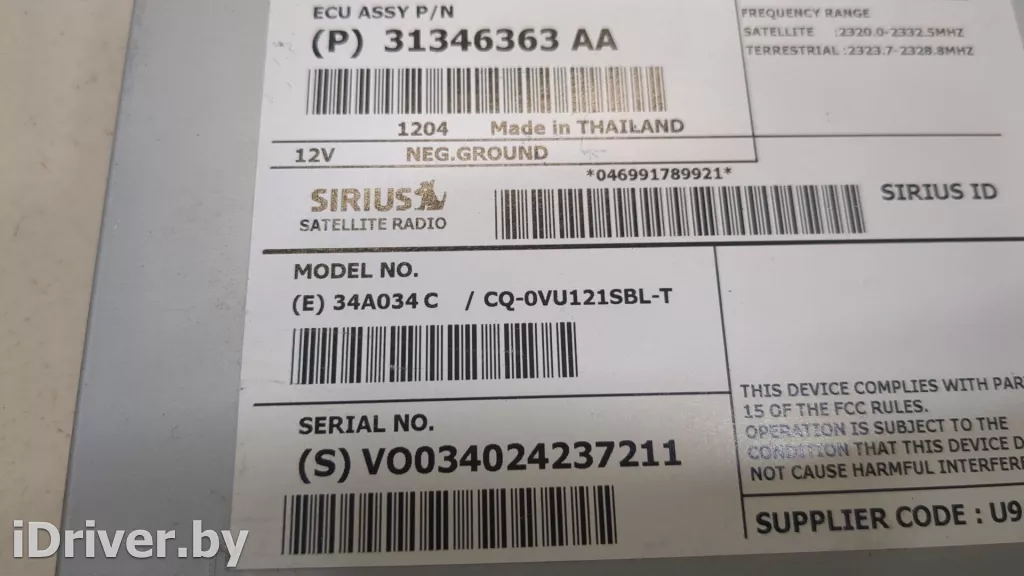 ECU ASSY P/N
(P) 31346363 AA
1204 Made in THAILAND
12V NEG.GROUND
FREQUENCY RANGE
SATELLITE :2320.0-2332.5MHZ
TERRESTRIAL :2323.7-2328.8MHZ
*046991789921*
SIRIUS
SATELLITE RADIO
SIRIUS ID
MODEL NO.
(E) 34A034 C / CQ-0VU121SBL-T
SERIAL NO.
(S) VO034024237211
THIS DEVICE COMPLIES WITH PAR
15 OF THE FCC RULES.
OPERATION IS SUBJECT TO THE
CONDITION THAT THIS DEVICE D
NOT CAUSE HARMFUL INTERFERE
SUPPLIER CODE : U9
iDriver.by